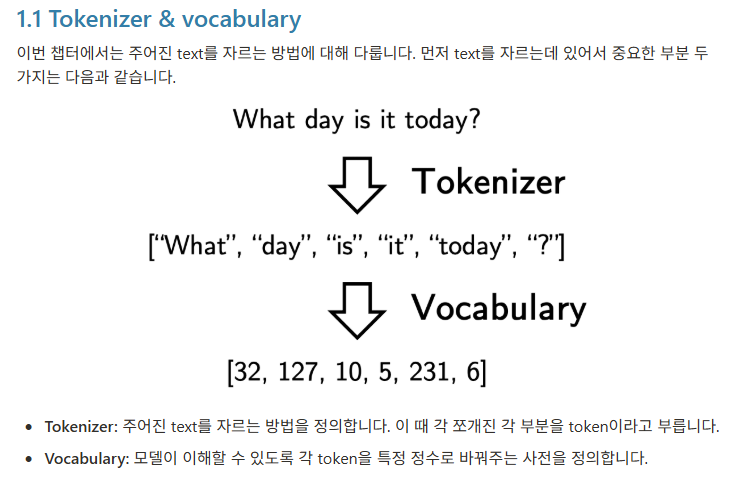 1.1 Tokenizer & vocabulary
이번 챕터에서는 주어진 text를 자르는 방법에 대해 다룹니다. 먼저 text를 자르는데 있어서 중요한 부분 두
가지는 다음과 같습니다.
What day is it today?
Tokenizer
[“What”, “day”, “is”, “it”, “today”, “?”]
Vocabulary
[32, 127, 10, 5, 231, 6]
• Tokenizer: 주어진 text를 자르는 방법을 정의합니다. 이 때 각 쪼개진 각 부분을 token이라고 부릅니다.
• Vocabulary: 모델이 이해할 수 있도록 각 token을 특정 정수로 바꿔주는 사전을 정의합니다.